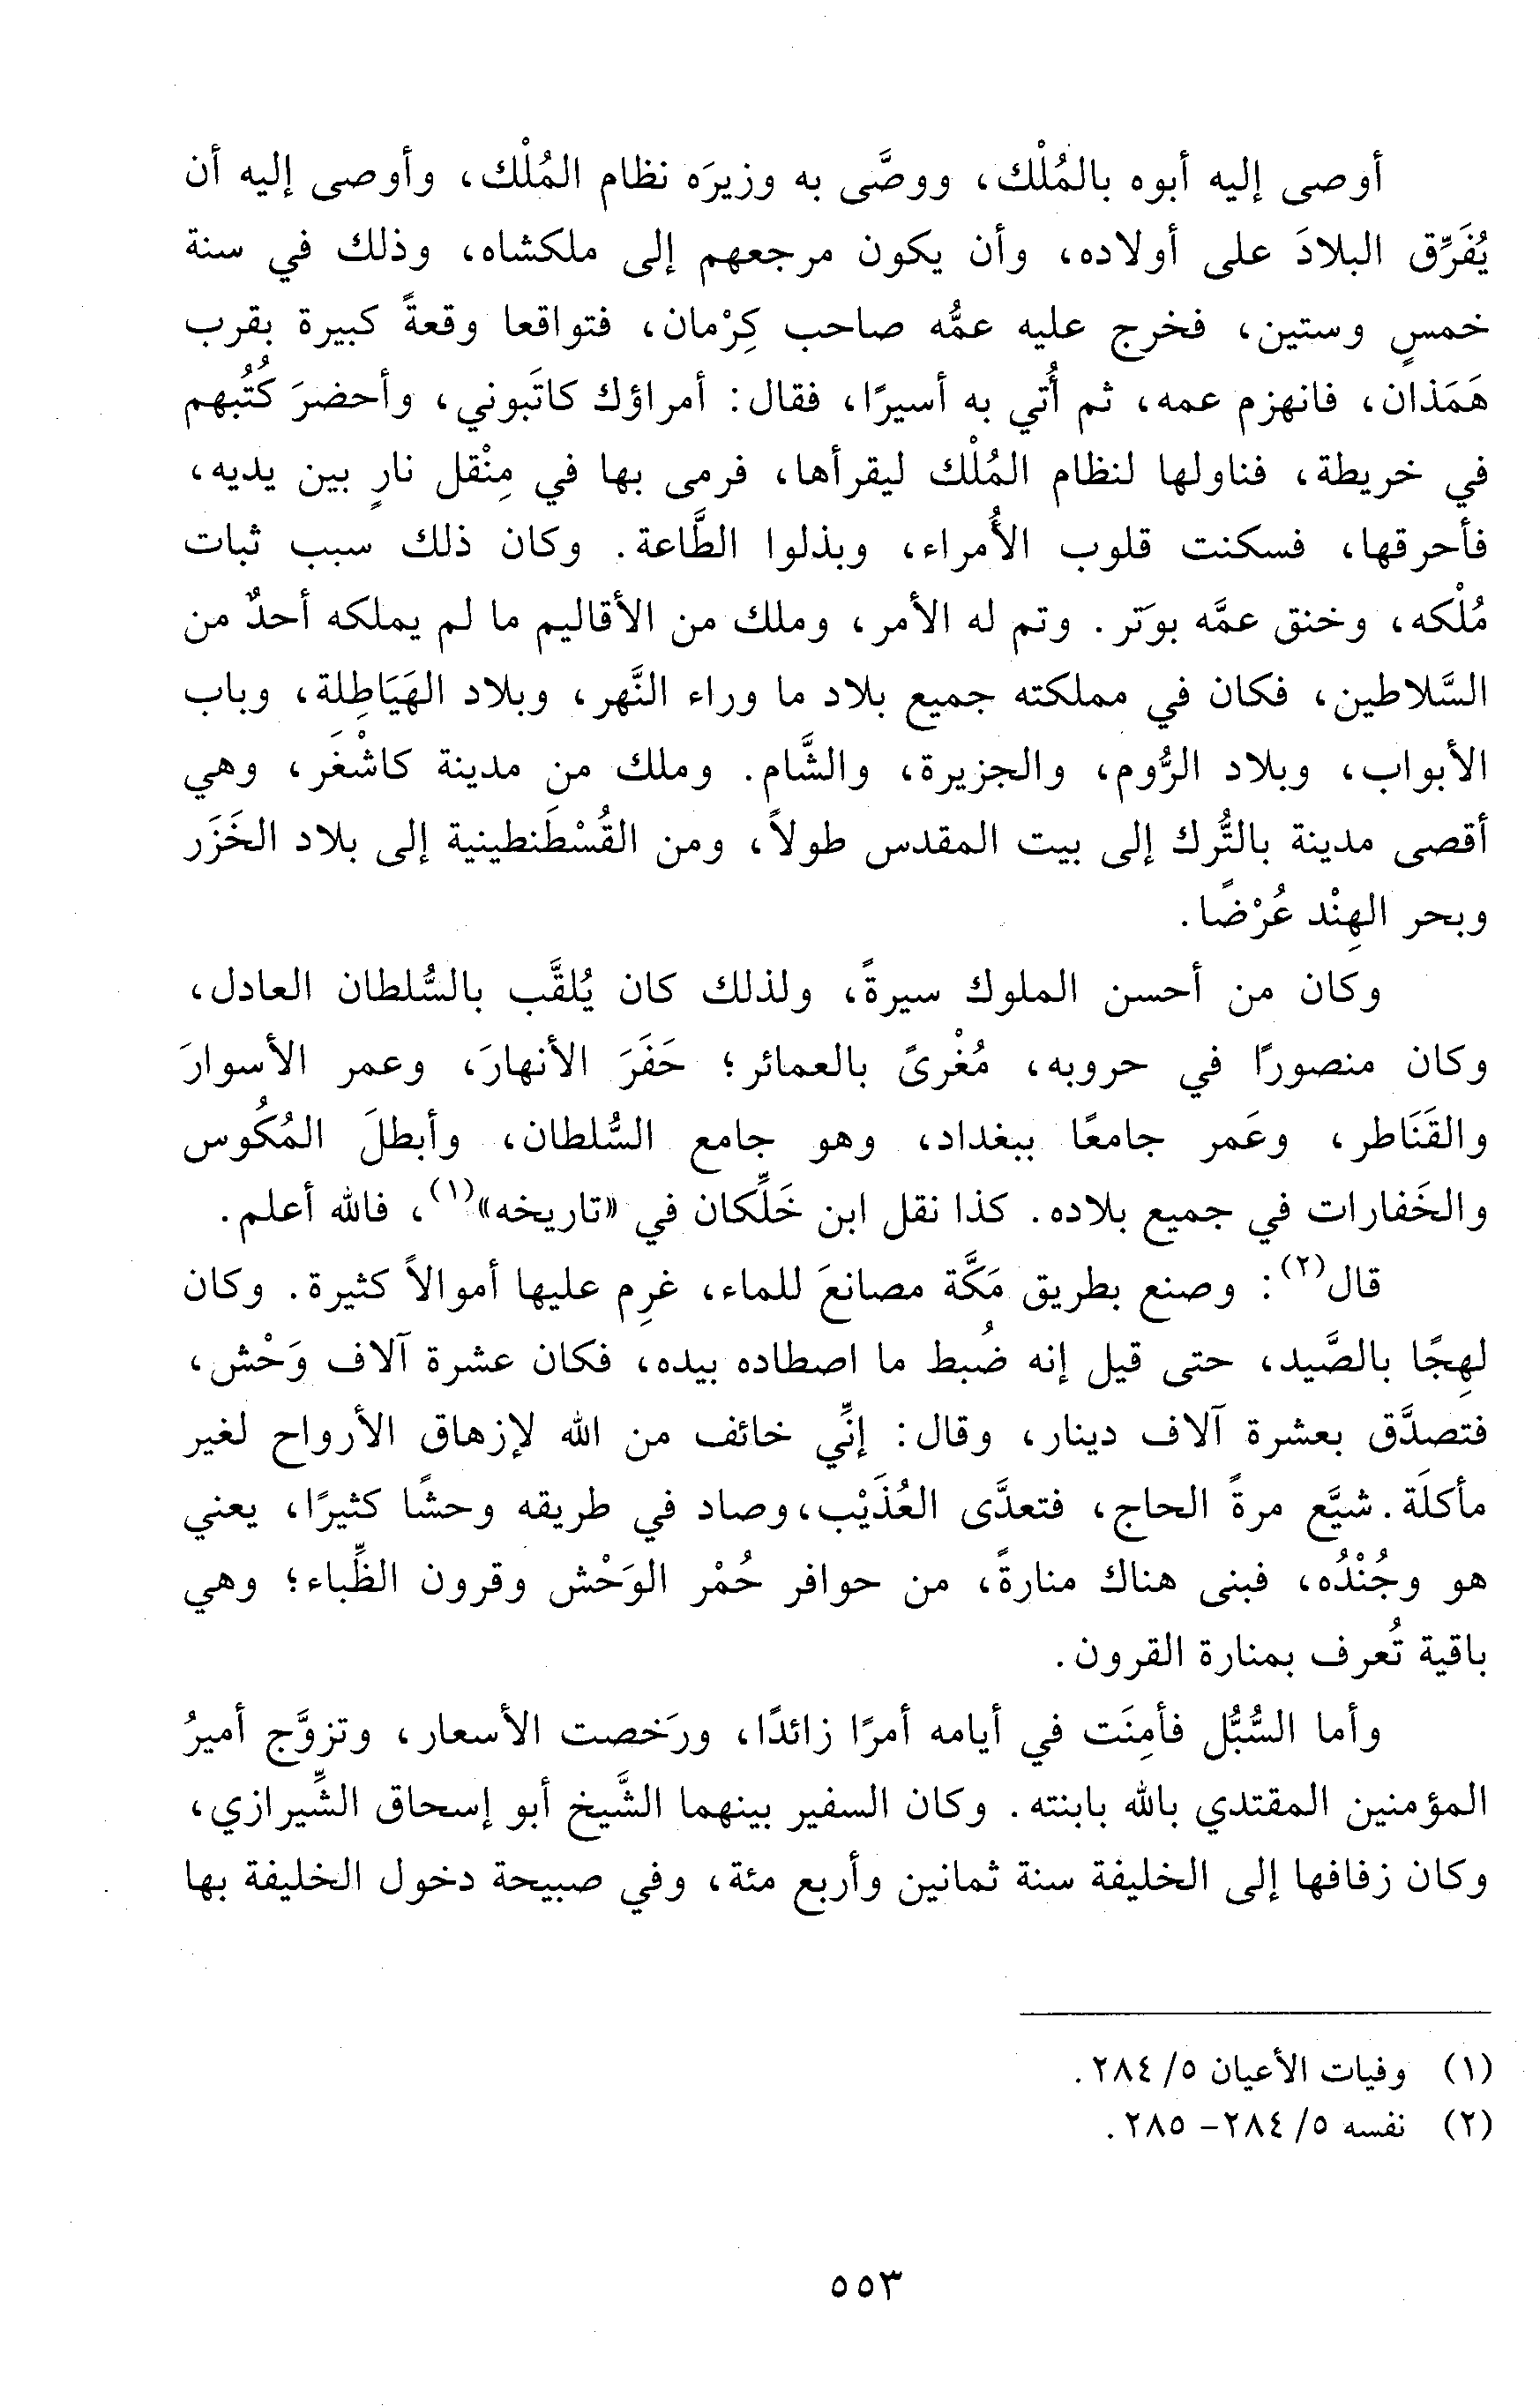 أوصى إليه أبوه بالمُلْك، ووصَّى به وزيرَه نظام المُلْك، وأوصى إليه أن
يُفَرِّق البلادَ على أولاده، وأن يكون مرجعهم إلى ملكشاه، وذلك في سنة
خمسٍ وستين، فخرج عليه عمُّه صاحب كِرْمان، فتواقعا وقعةً كبيرة بقرب
هَمَذان، فانهزم عمه، ثم أُتي به أسيرًا، فقال: أمراؤك كاتَبوني، وأحضرَ كُتُبهم
في خريطة، فناولها لنظام المُلْك ليقرأها، فرمى بها في مِنْقل نارٍ بين يديه،
فأحرقها، فسكنت قلوب الأُمراء، وبذلوا الطَّاعة. وكان ذلك سبب ثبات
مُلْكه، وخنق عمَّه بوَتر. وتم له الأمر، وملك من الأقاليم ما لم يملكه أحدٌ من
السَّلاطين، فكان في مملكته جميع بلاد ما وراء النَّهر، وبلاد الهَيَاطِلة، وباب
الأبواب، وبلاد الرُّوم، والجزيرة، والشَّام. وملك من مدينة كاشْغَر، وهي
أقصى مدينة بالتُّرك إلى بيت المقدس طولاً، ومن القُسْطَنطينية إلى بلاد الخَزَر
وبحر الهِنْد عُرْضًا.
وكان من أحسن الملوك سيرةً، ولذلك كان يُلقَّب بالسُّلطان العادل،
وكان منصورًا في حروبه، مُغْرىً بالعمائر؛ حَفَرَ الأنهارَ، وعمر الأسوارَ
والقَنَاطر، وعَمر جامعًا ببغداد، وهو جامع السُّلطان، وأبطلَ المُكُوس
والخَفارات في جميع بلاده. كذا نقل ابن خَلِّكان في «تاريخه»(١)، فالله أعلم.
قال(٢): وصنع بطريق مَكَّة مصانعَ للماء، غرِم عليها أموالاً كثيرة. وكان
لهِجًا بالصَّيد، حتى قيل إنه ضُبط ما اصطاده بيده، فكان عشرة آلاف وَحْش،
فتصدَّق بعشرة آلاف دينار، وقال: إنِّي خائف من الله لإزهاق الأرواح لغير
مأكلَة. شيَّع مرةً الحاج، فتعدَّى العُذَيْب، وصاد في طريقه وحشًا كثيرًا، يعني
هو وجُنْدُه، فبنى هناك منارةً، من حوافر حُمْر الوَحْش وقرون الظِّباء؛ وهي
باقية تُعرف بمنارة القرون.
وأما السُّبُل فأمِنَت في أيامه أمرًا زائدًا، ورَخصت الأسعار، وتزوَّج أميرُ
المؤمنين المقتدي بالله بابنته. وكان السفير بينهما الشَّيخ أبو إسحاق الشِّيرازي،
وكان زفافها إلى الخليفة سنة ثمانين وأربع مئة، وفي صبيحة دخول الخليفة بها
(١) وفيات الأعيان ٥/ ٢٨٤.
(٢) نفسه ٥/ ٢٨٤- ٢٨٥.
٥٥٣